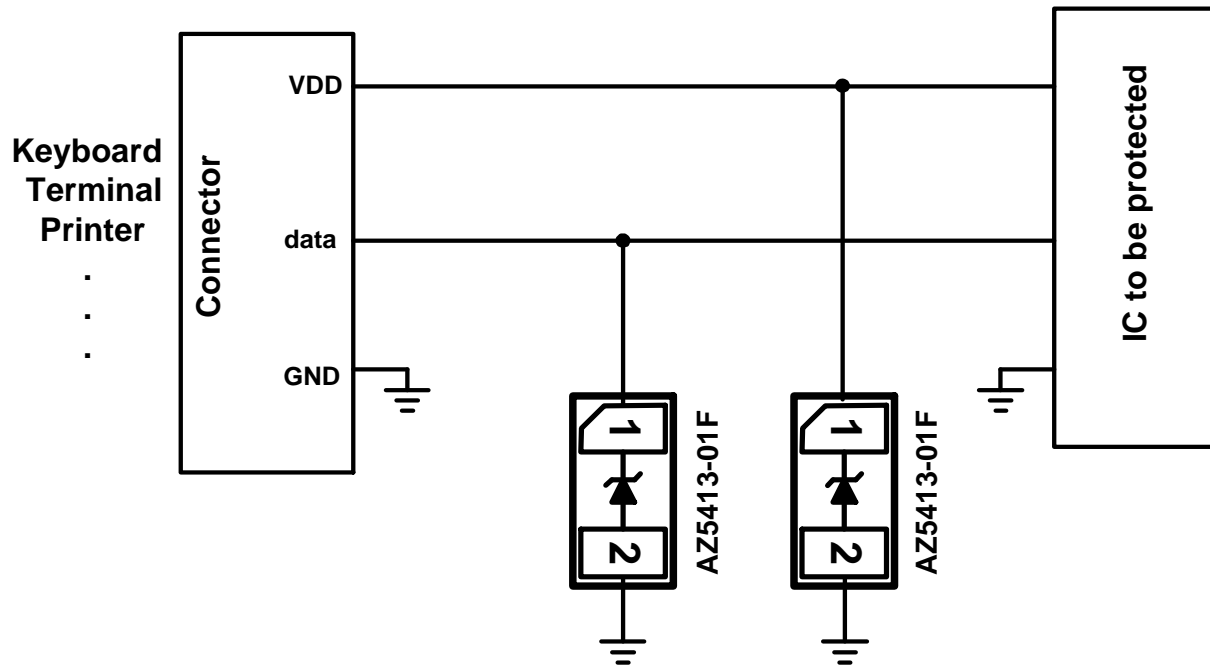 Keyboard
Terminal
Printer
.
.
.
Connector
VDD
data
GND
1
2
AZ5413-01F
1
2
AZ5413-01F
IC to be protected